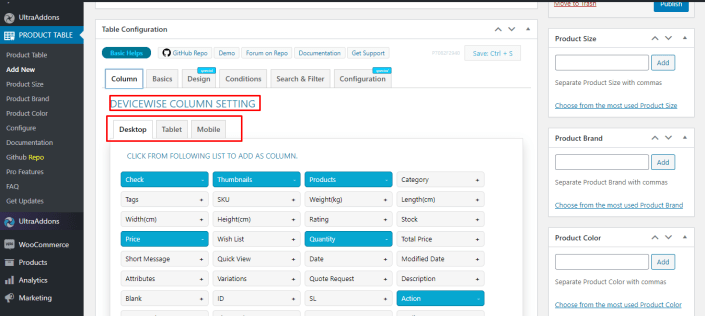 Move to Trash
Publish
UltraAddons
PRODUCT TABLE
Product Table
Add New
Product Size
Product Brand
Product Color
Configure
Documentation
Github Repo
Pro Features
FAQ
Get Updates
UltraAddons
WooCommerce
Products
Analytics
Marketing
Table Configuration
Basic Helps GitHub Repo Demo Forum on Repo Documentation Get Support
Save: Ctrl + S
Column Basics Design Conditions Search & Filter Configuration
DEVICEWISE COLUMN SETTING
Desktop Tablet Mobile
CLICK FROM FOLLOWING LIST TO ADD AS COLUMN.
Check - Thumbnails - Products - Category +
Tags + SKU + Weight(kg) + Length(cm) +
Width(cm) + Height(cm) + Rating + Stock +
Price - Wish List + Quantity - Total Price +
Short Message + Quick View + Date + Modified Date +
Attributes + Variations + Quote Request + Description +
Blank + ID + SL + Action -
Product Size
Add
Separate Product Size with commas
Choose from the most used Product Size
Product Brand
Add
Separate Product Brand with commas
Choose from the most used Product Brand
Product Color
Add
Separate Product Color with commas
Choose from the most used Product Color